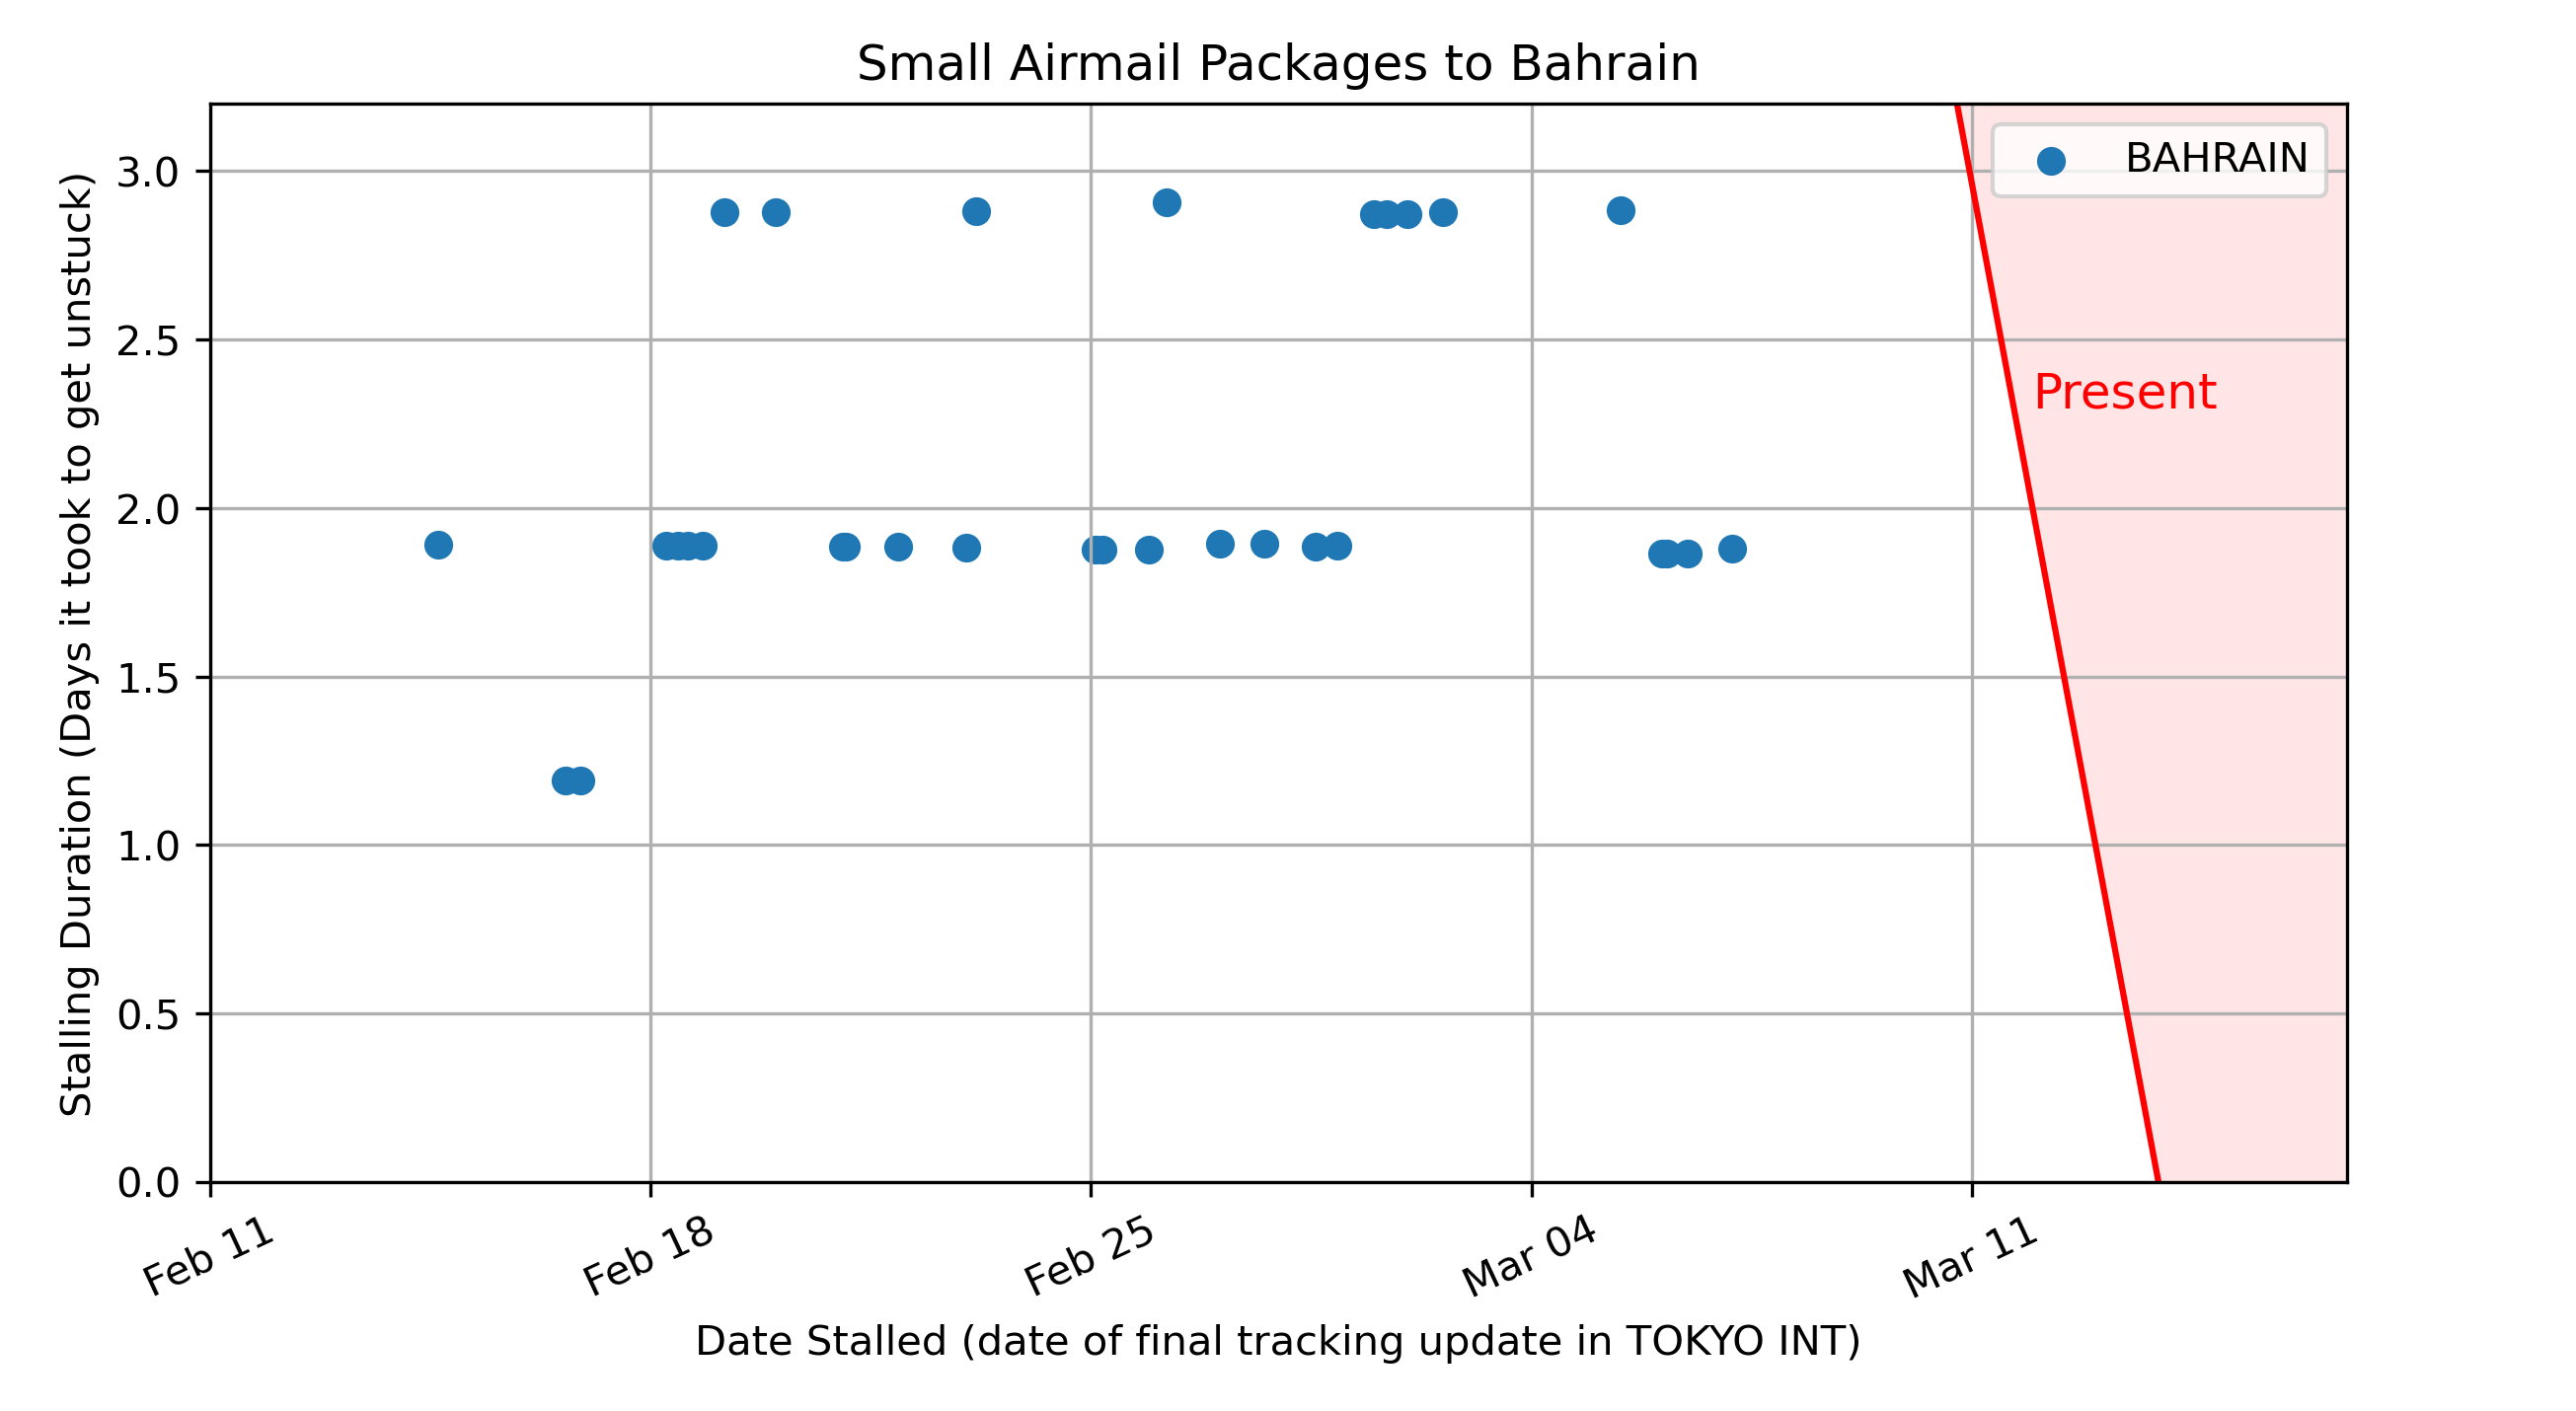 Small Airmail Packages to Bahrain
BAHRAIN
Present
Stalling Duration (Days it took to get unstuck)
3.0
2.5
2.0
1.5
1.0
0.5
0.0
Feb 11
Feb 18
Feb 25
Mar 04
Mar 11
Date Stalled (date of final tracking update in TOKYO INT)